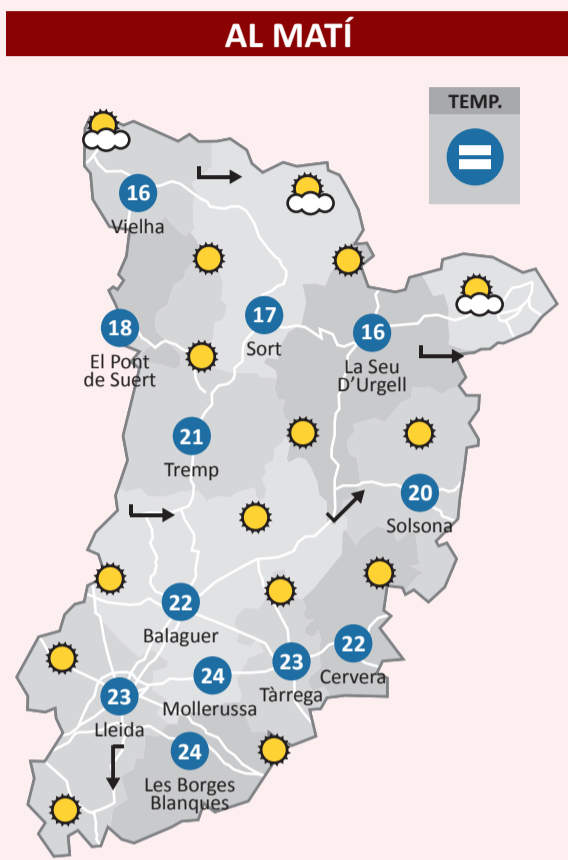 AL MATÍ
TEMP.
16
Vielha
18
El Pont
de Suert
17
Sort
16
La Seu
D'Urgell
21
Tremp
20
Solsona
22
Balaguer
22
Cervera
23
Tàrrega
24
Mollerussa
23
Lleida
24
Les Borges
Blanques